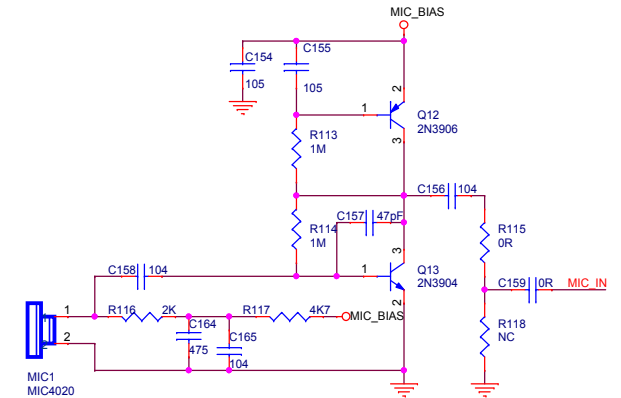 MIC_BIAS
C154
C155
105
105
2
1
Q12
2N3906
3
R113
1M
C156
104
C157
47pF
R114
1M
R115
0R
3
C158
104
1
Q13
2N3904
C159
0R
MIC_IN
2
1
R116
2K
R117
4K7
MIC_BIAS
C164
475
C165
104
R118
NC
2
MIC1
MIC4020